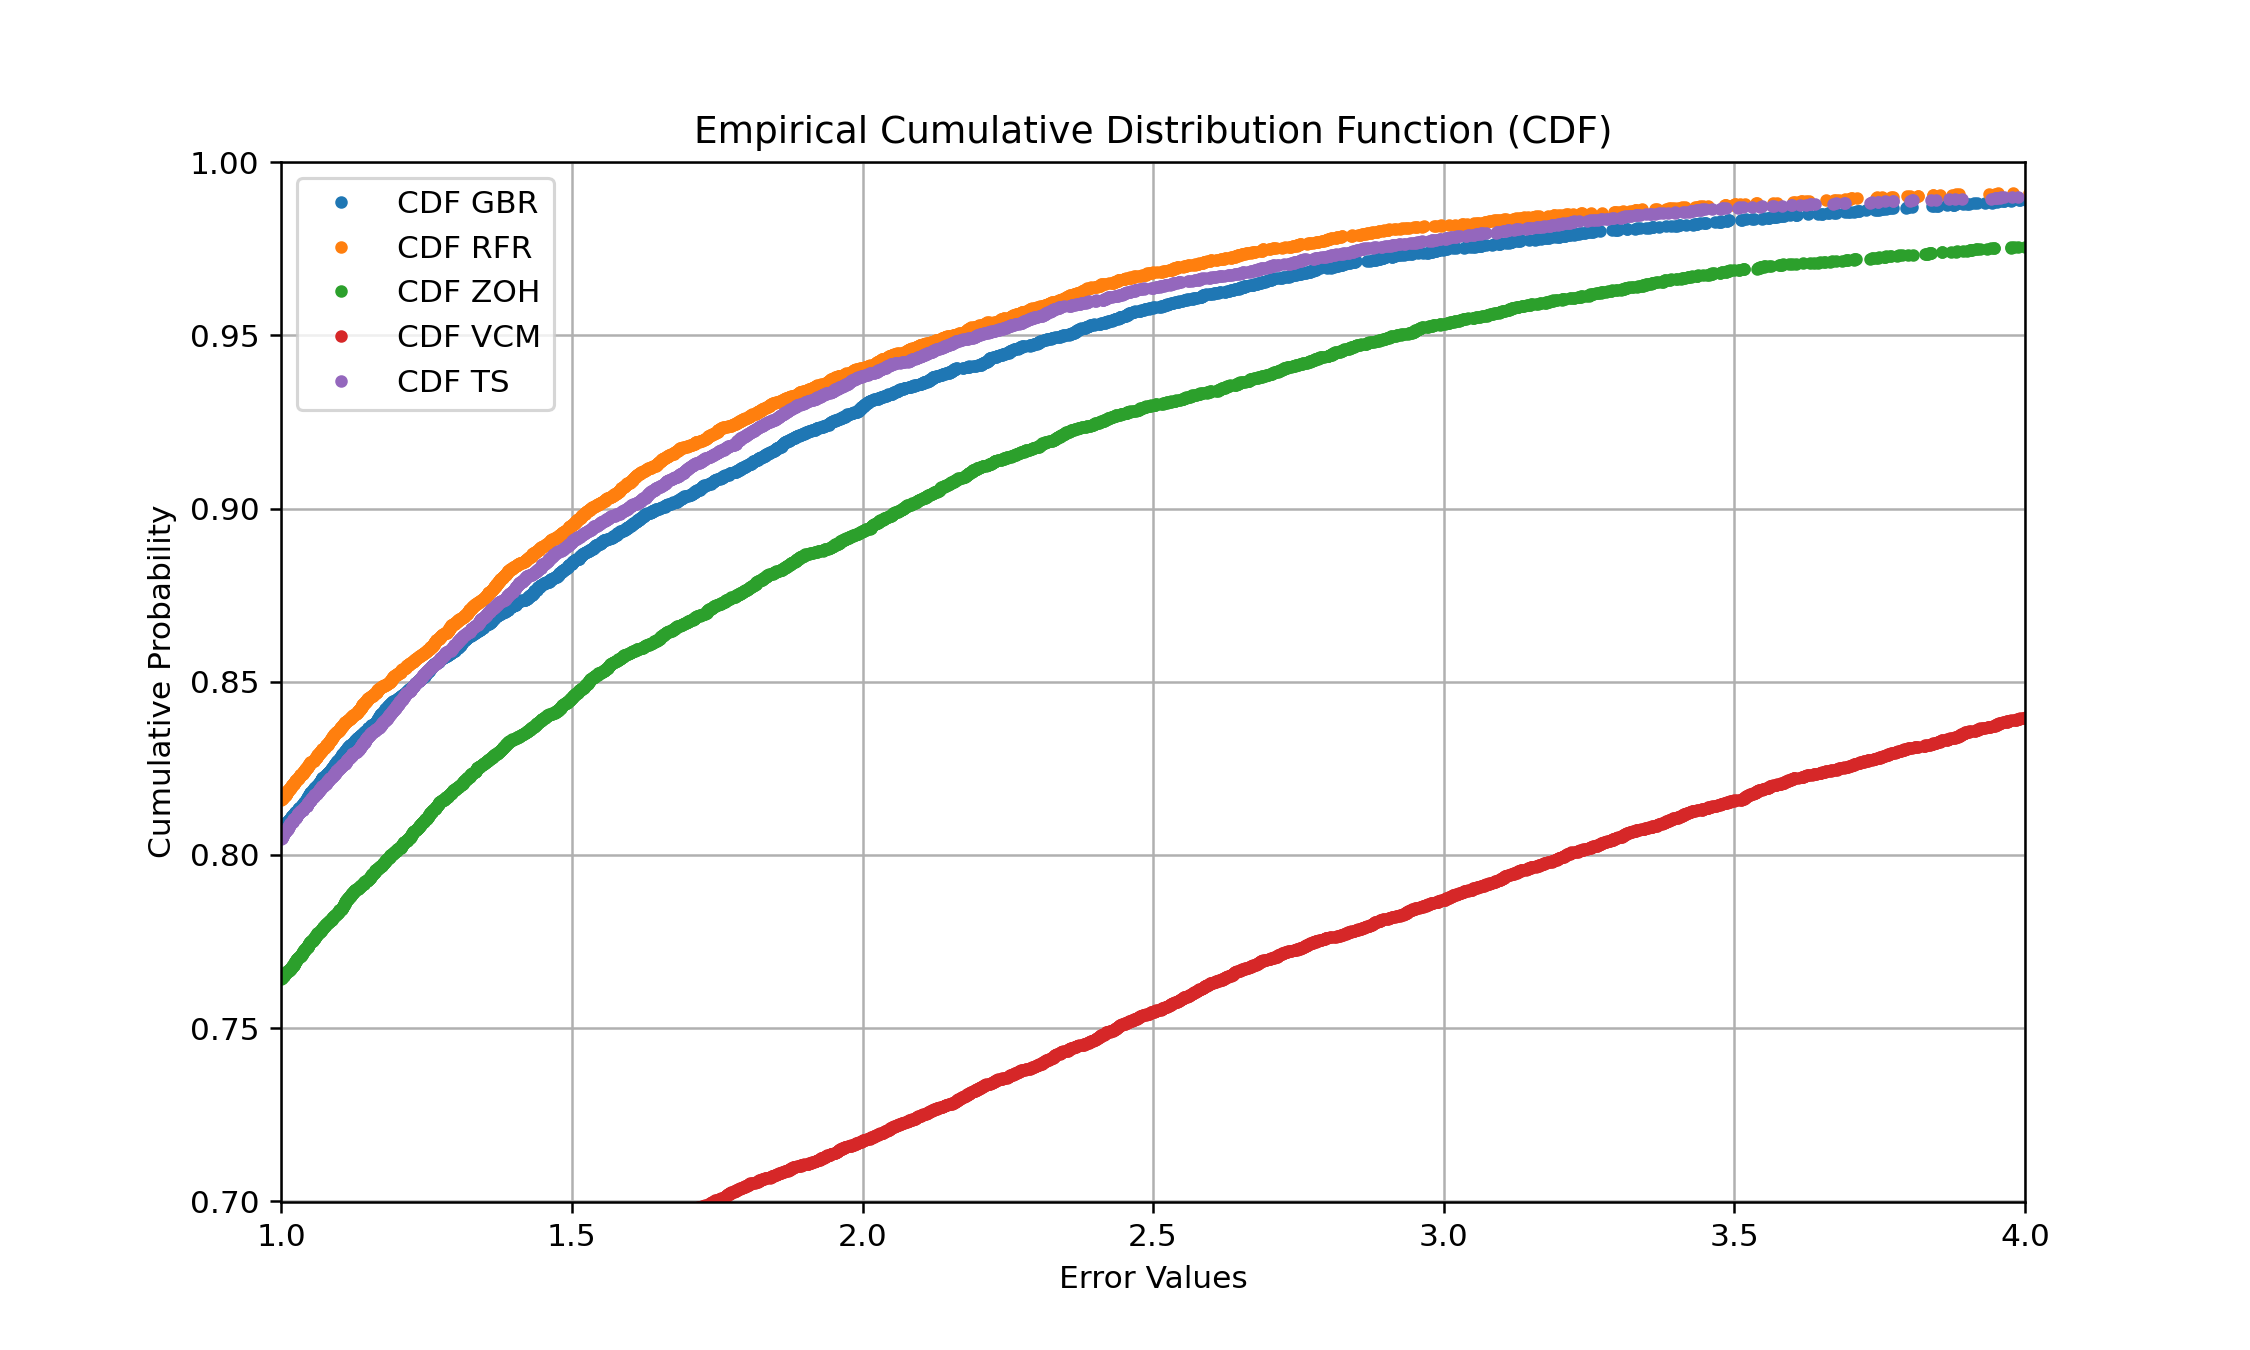 Empirical Cumulative Distribution Function (CDF)
1.00
0.95
0.90
0.85
0.80
0.75
0.70
Cumulative Probability
CDF GBR
CDF RFR
CDF ZOH
CDF VCM
CDF TS
1.0 1.5 2.0 2.5 3.0 3.5 4.0
Error Values